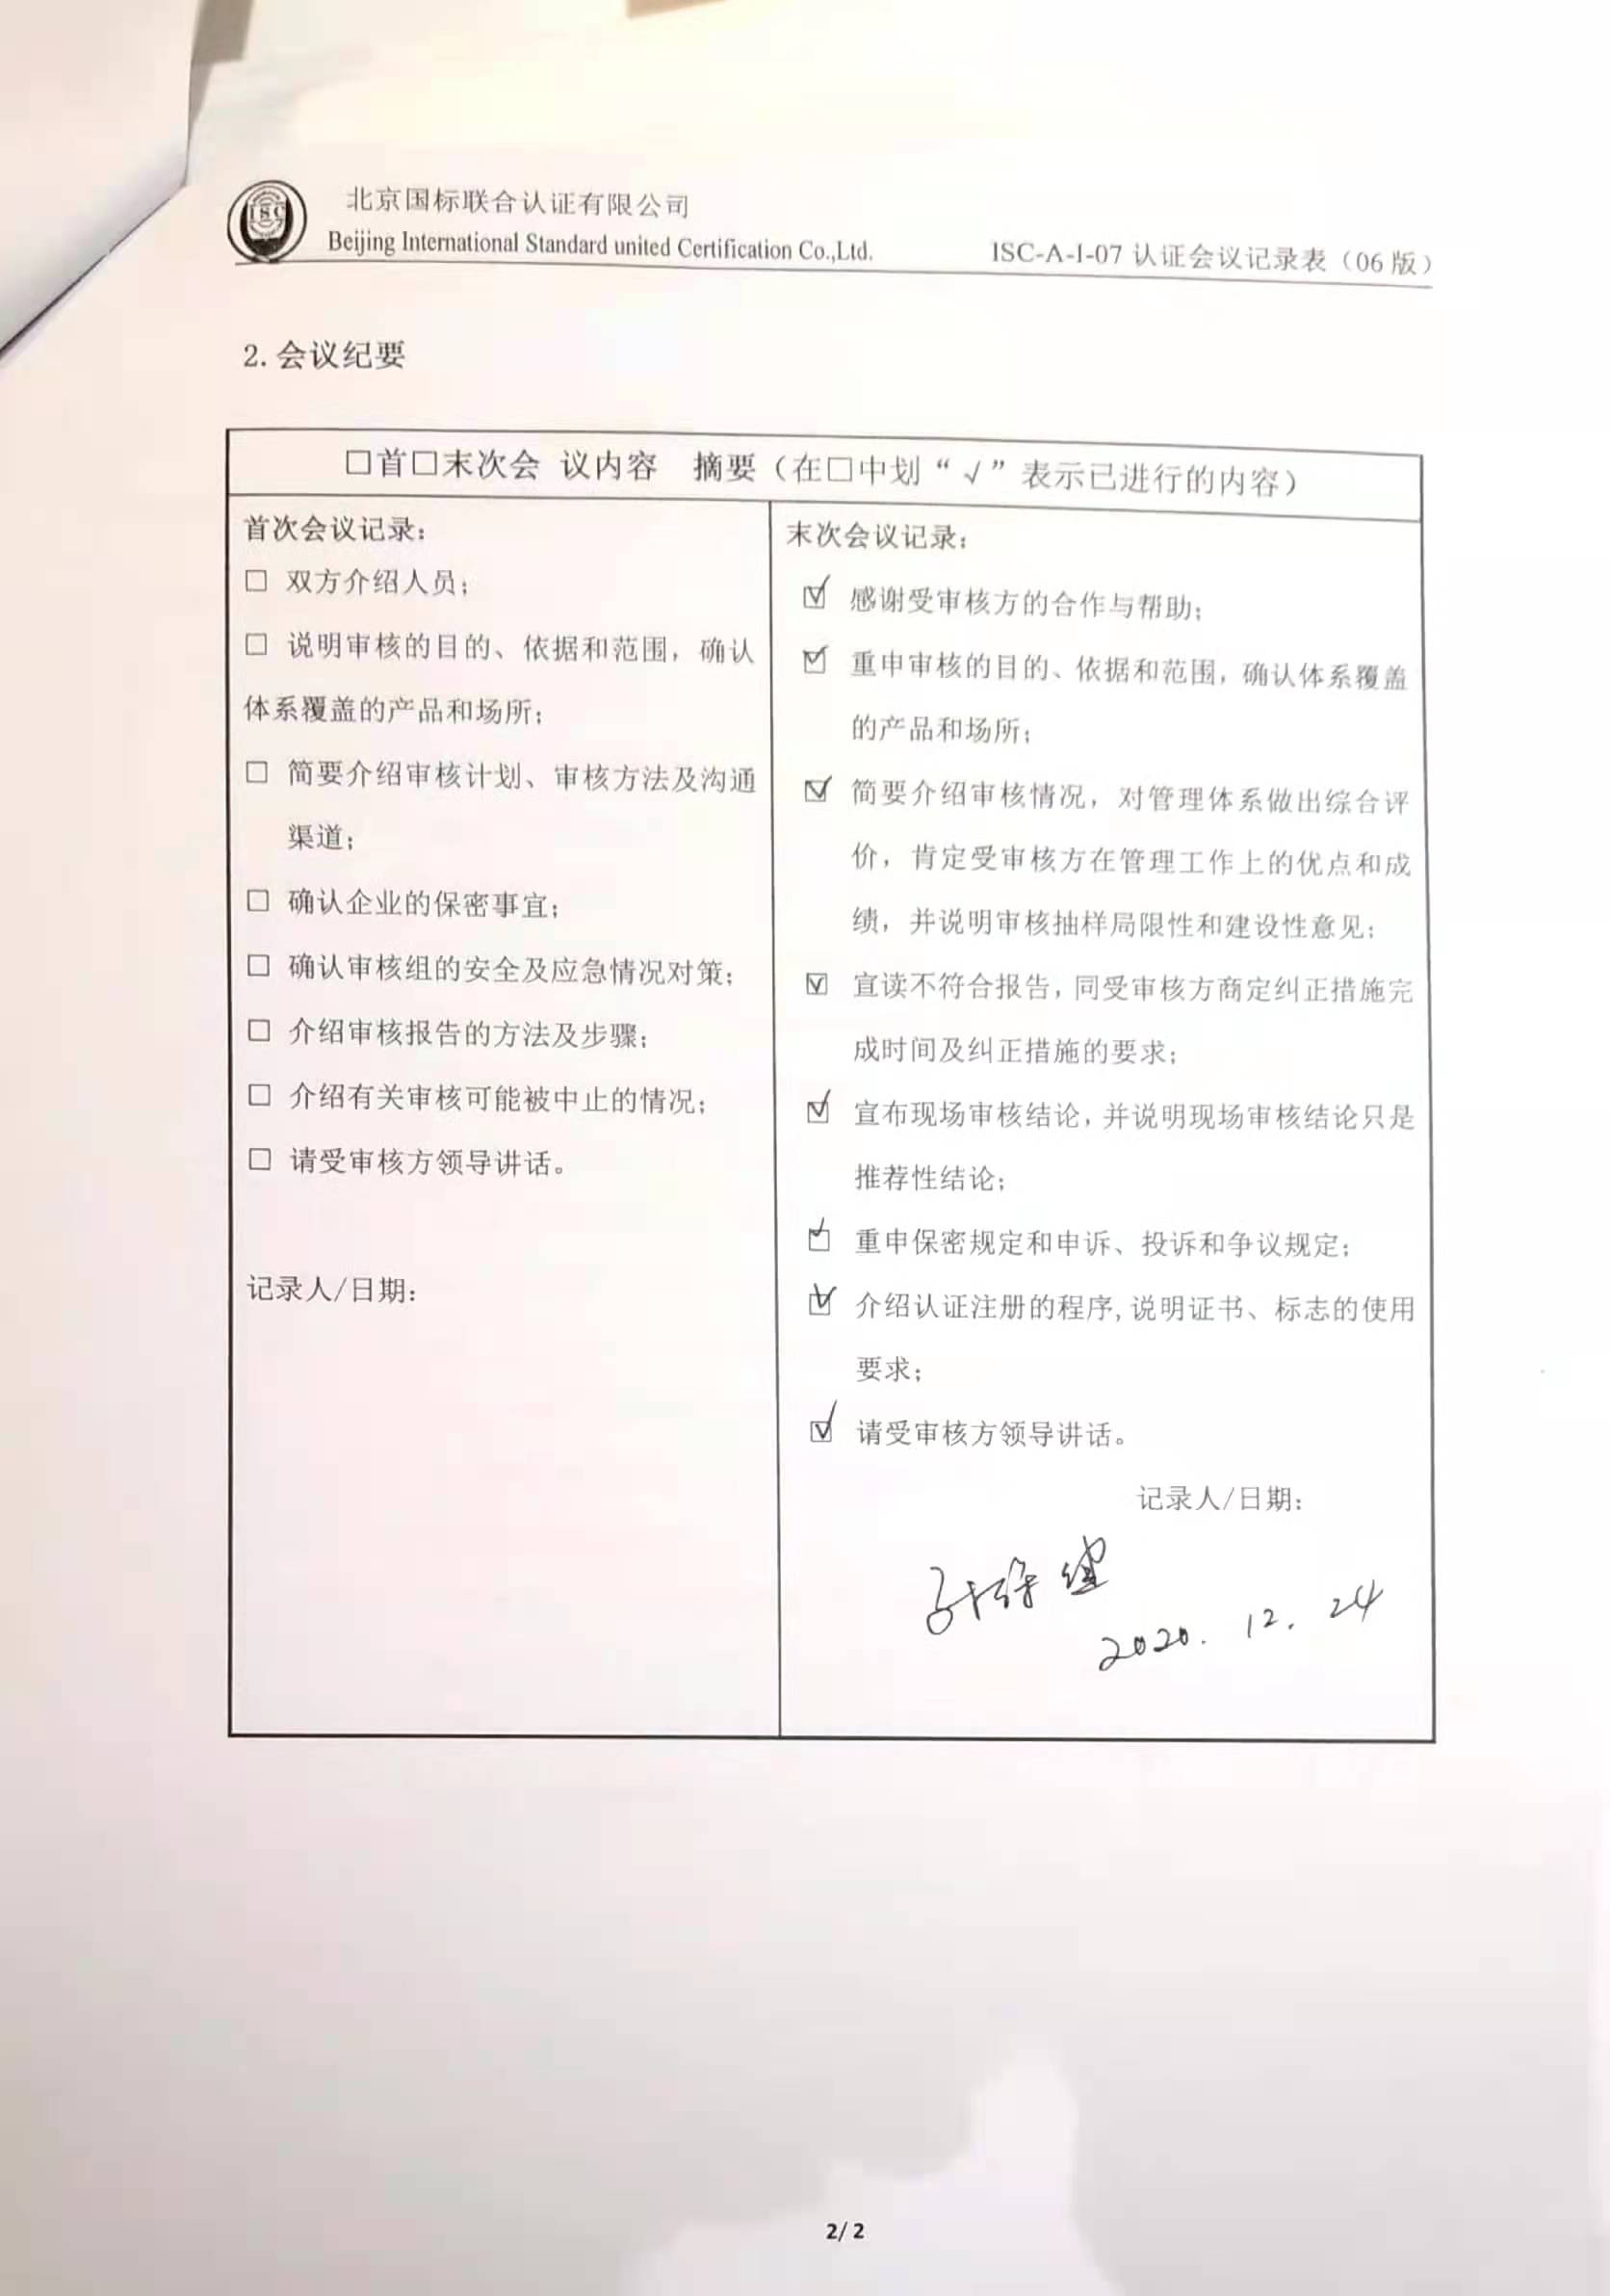 ISC
北京国标联合认证有限公司
Beijing International Standard united Certification Co.,Ltd.
ISC-A-I-07 认证会议记录表（06 版）
2.会议纪要
□首□末次会 议内容 摘要（在□中划“√”表示已进行的内容）
首次会议记录：
□ 双方介绍人员；
□ 说明审核的目的、依据和范围，确认
体系覆盖的产品和场所；
□ 简要介绍审核计划、审核方法及沟通
渠道；
□ 确认企业的保密事宜；
□ 确认审核组的安全及应急情况对策；
□ 介绍审核报告的方法及步骤；
□ 介绍有关审核可能被中止的情况；
□ 请受审核方领导讲话。
记录人/日期：
末次会议记录：
☑ 感谢受审核方的合作与帮助；
☑ 重申审核的目的、依据和范围，确认体系覆盖
的产品和场所；
☑ 简要介绍审核情况，对管理体系做出综合评
价，肯定受审核方在管理工作上的优点和成
绩，并说明审核抽样局限性和建设性意见；
☑ 宣读不符合报告，同受审核方商定纠正措施完
成时间及纠正措施的要求；
☑ 宣布现场审核结论，并说明现场审核结论只是
推荐性结论；
☑ 重申保密规定和申诉、投诉和争议规定；
☑ 介绍认证注册的程序，说明证书、标志的使用
要求；
☑ 请受审核方领导讲话。
记录人/日期：
2020.12.24
2/ 2